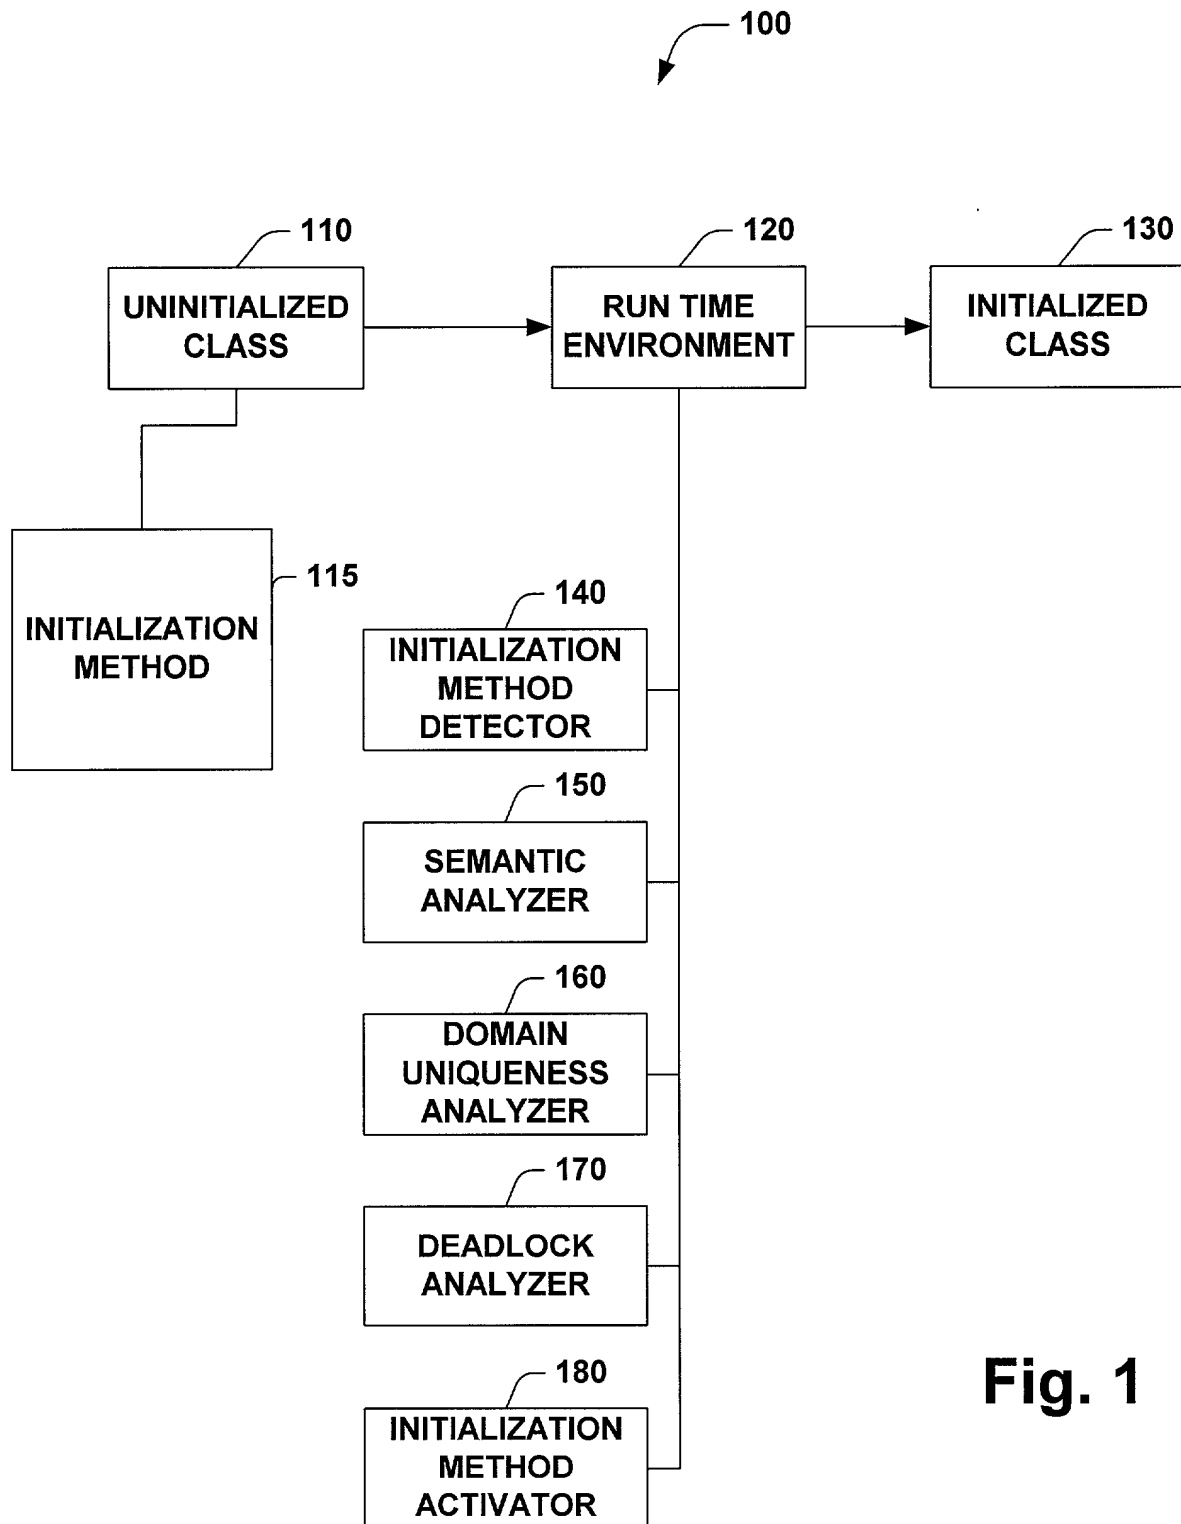 100
110
120
130
UNINITIALIZED
CLASS
RUN TIME
ENVIRONMENT
INITIALIZED
CLASS
115
INITIALIZATION
METHOD
140
INITIALIZATION
METHOD
DETECTOR
150
SEMANTIC
ANALYZER
160
DOMAIN
UNIQUENESS
ANALYZER
170
DEADLOCK
ANALYZER
180
INITIALIZATION
METHOD
ACTIVATOR
Fig. 1